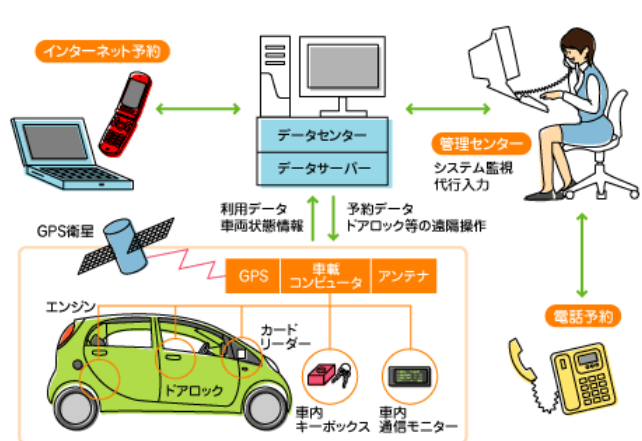 インターネット予約
データセンター
データサーバー
管理センター
システム監視
代行入力
利用データ
車両状態情報
予約データ
ドアロック等の遠隔操作
GPS衛星
GPS
車載
コンピュータ
アンテナ
エンジン
カード
リーダー
ドアロック
車内
キーボックス
車内
通信モニター
電話予約